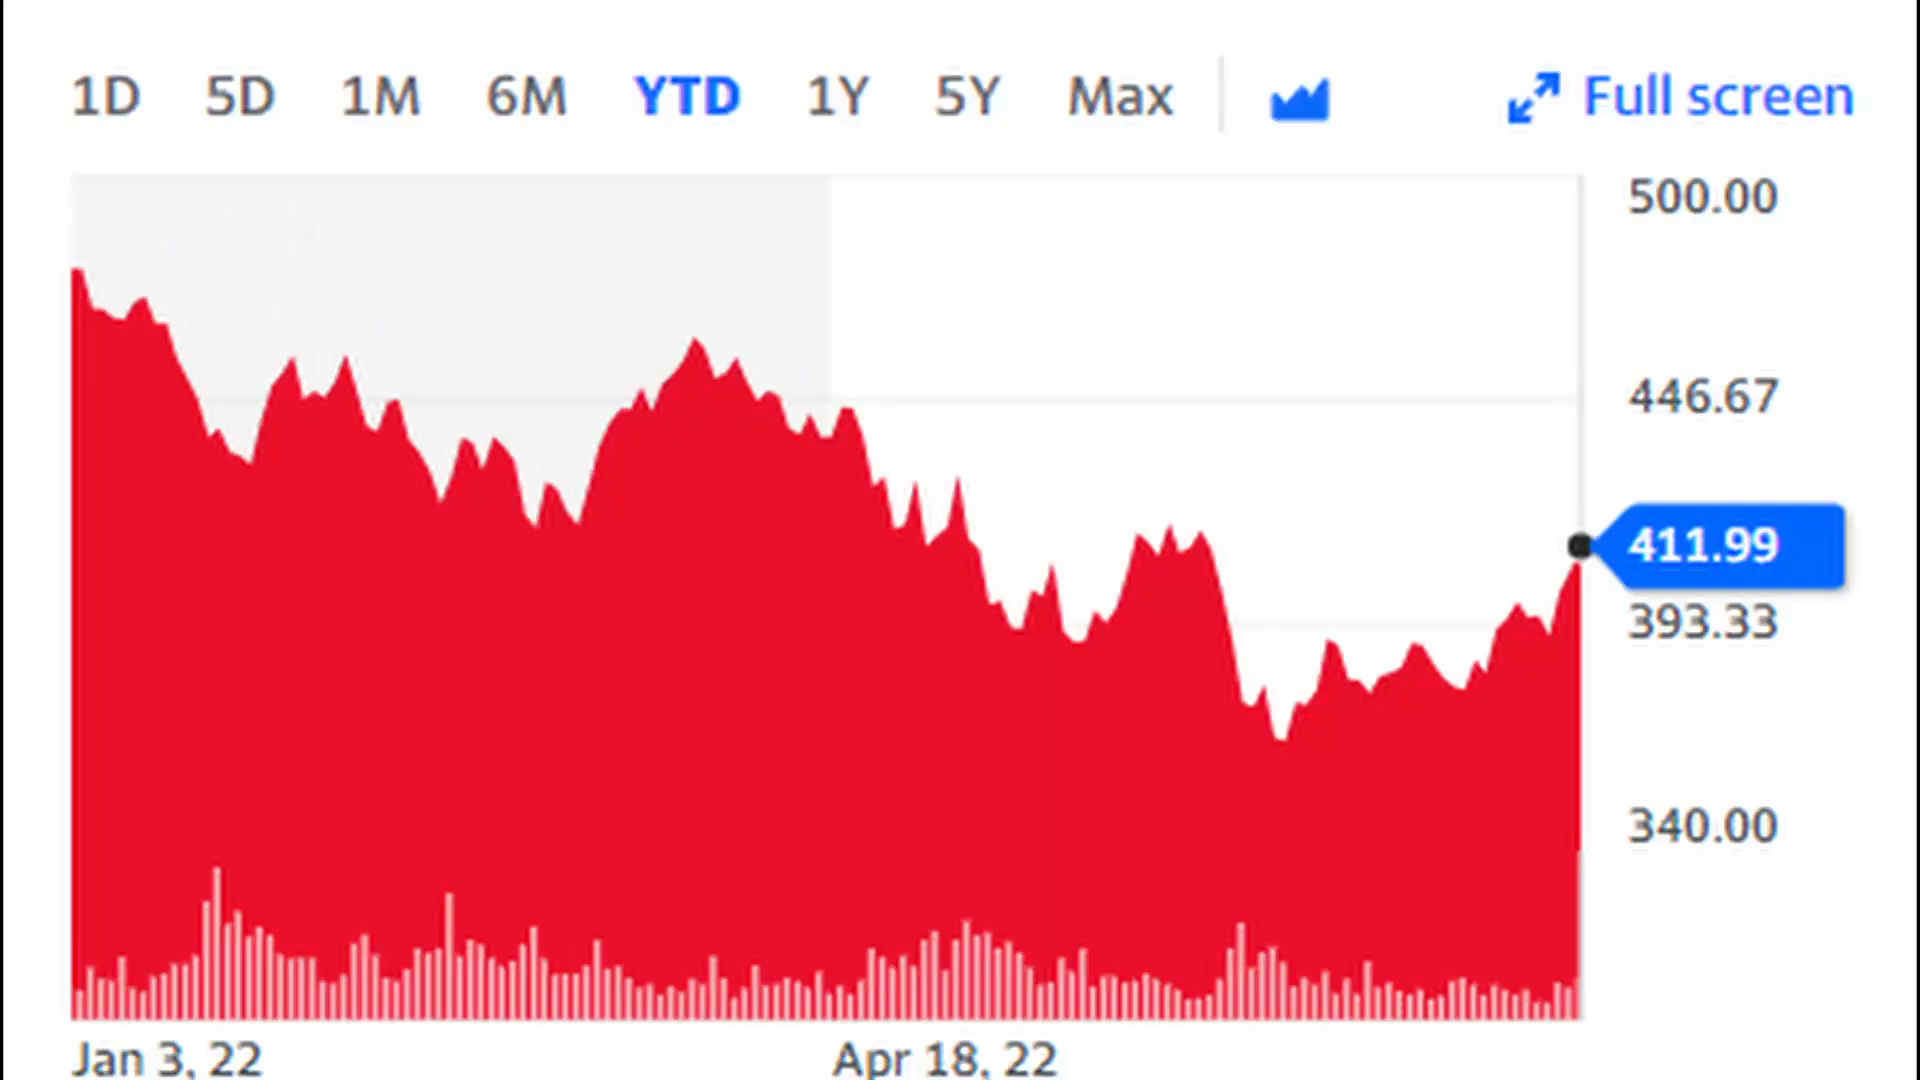 1D 5D 1M 6M YTD 1Y 5Y Max Full screen
500.00
446.67
411.99
393.33
340.00
Jan 3, 22 Apr 18, 22